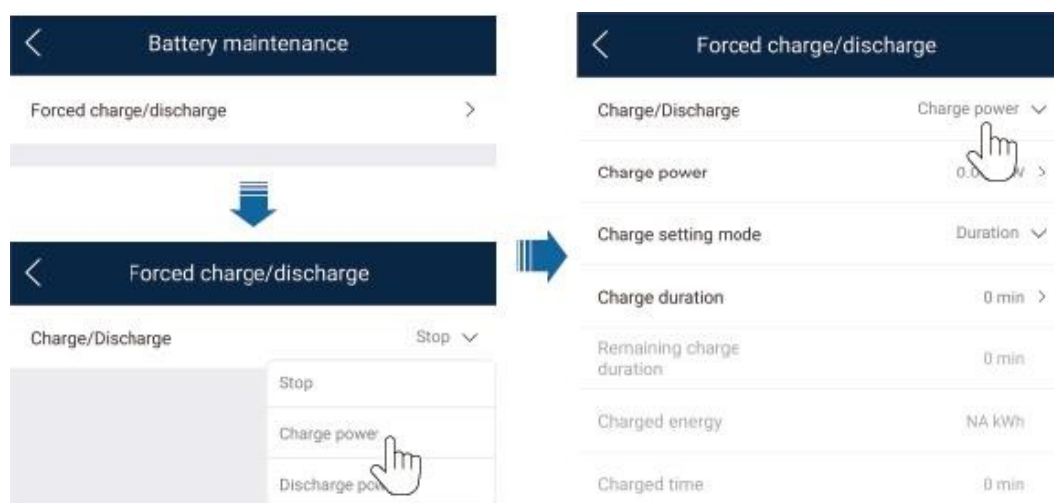 Battery maintenance
Forced charge/discharge
Forced charge/discharge
Charge/Discharge
Stop
Stop
Charge power
Discharge
Forced charge/discharge
Charge/Discharge
Charge power
Charge power
Charge setting mode
Duration
Charge duration
0 min
Remaining charge
duration
0 min
Charged energy
NA kWh
Charged time
0 min